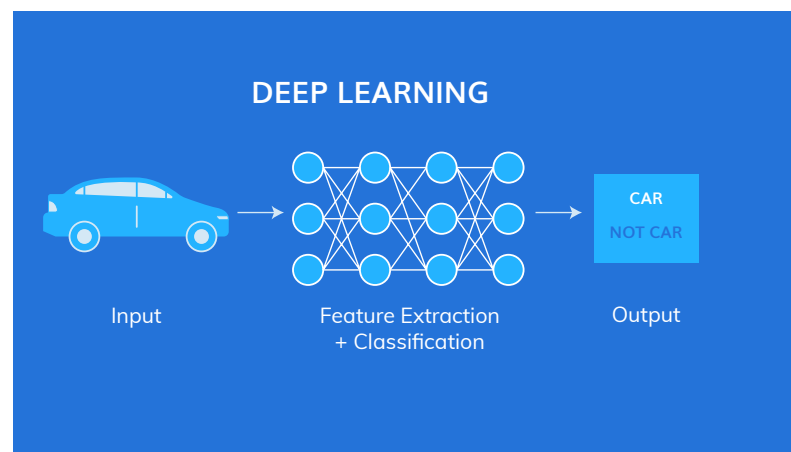 DEEP LEARNING
CAR
NOT CAR
Input
Feature Extraction
+ Classification
Output